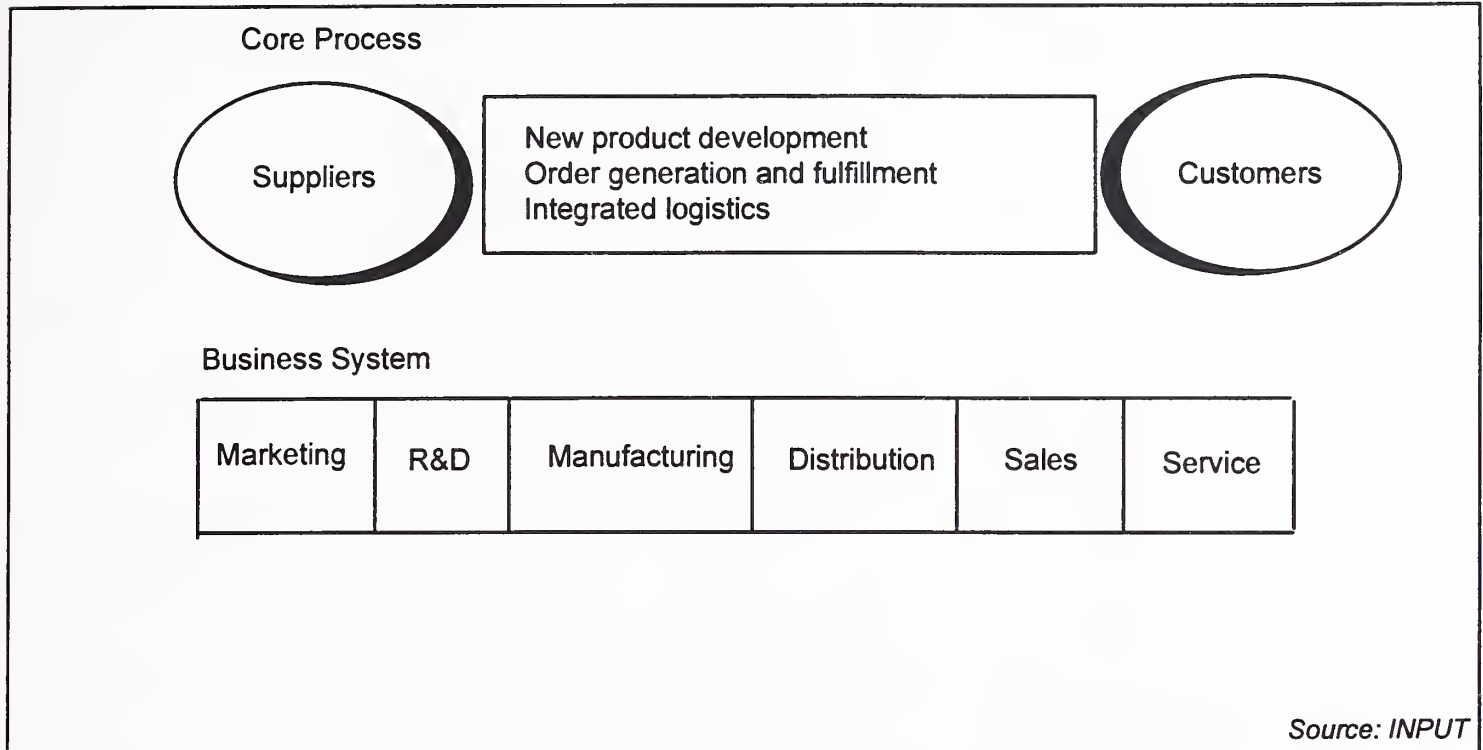 Core Process
Suppliers
New product development
Order generation and fulfillment
Integrated logistics
Customers
Business System
Marketing
R&D
Manufacturing
Distribution
Sales
Service
Source: INPUT